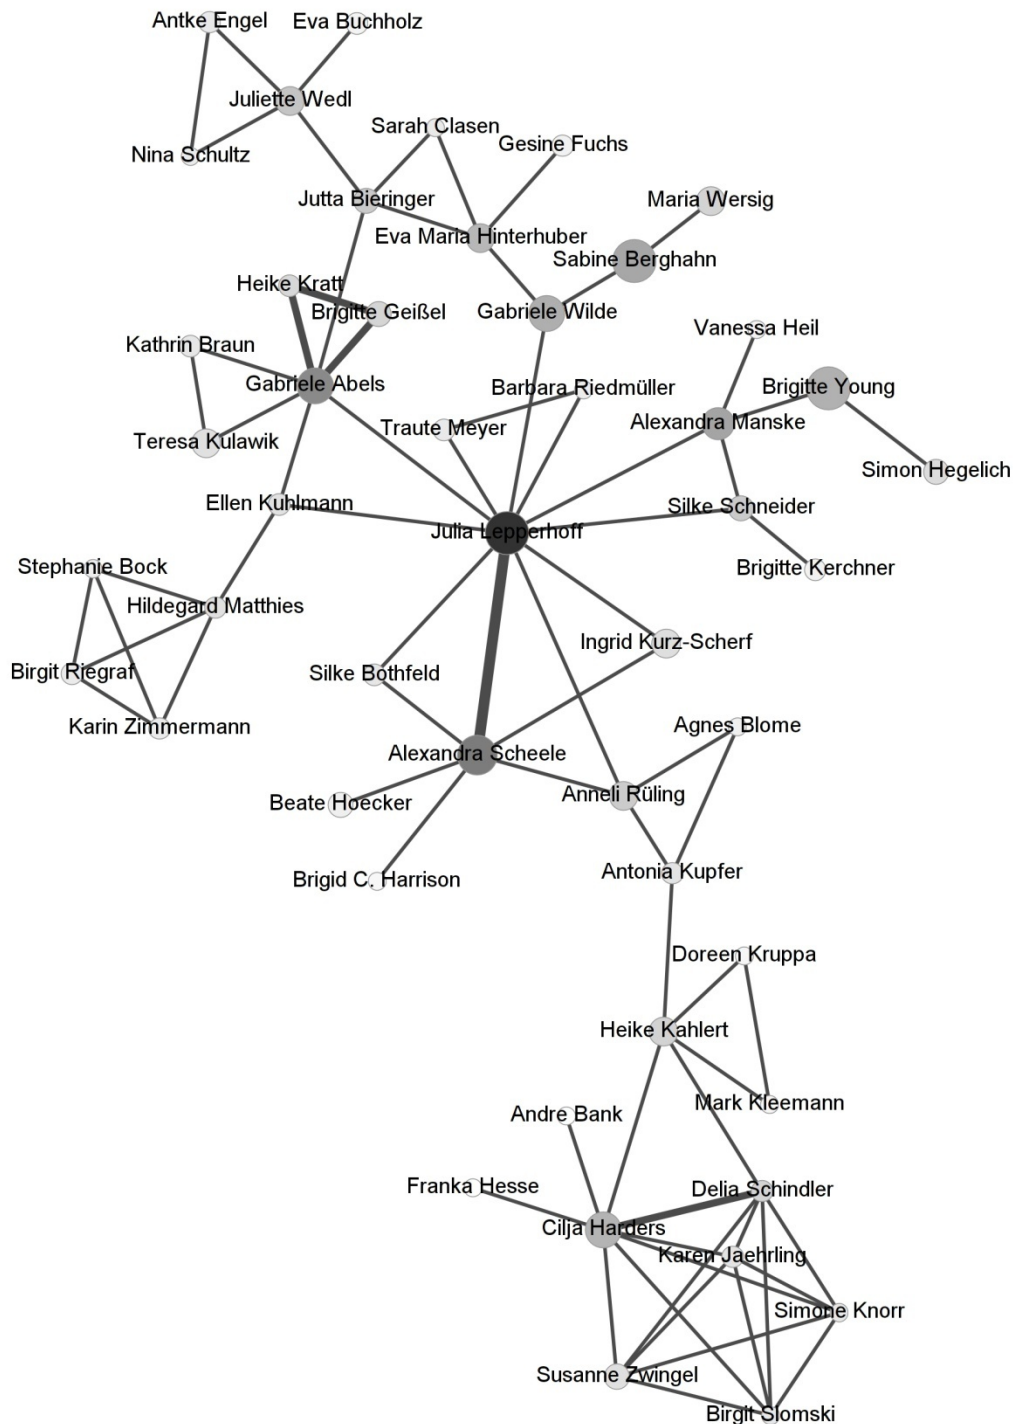 Antke Engel
Eva Buchholz
Juliette Wedl
Sarah Clasen
Gesine Fuchs
Nina Schultz
Jutta Bieringer
Maria Wersig
Eva Maria Hinterhuber
Sabine Berghahn
Heike Kratt
Brigitte Geißel
Gabriele Wilde
Vanessa Heil
Kathrin Braun
Gabriele Abels
Barbara Riedmüller
Brigitte Young
Traute Meyer
Alexandra Manske
Teresa Kulawik
Simon Hegelich
Ellen Kuhlmann
Silke Schneider
Julia Lepperhoff
Stephanie Bock
Brigitte Kerchner
Hildegard Matthies
Ingrid Kurz-Scherf
Birgit Riegraf
Silke Bothfeld
Karin Zimmermann
Agnes Blome
Alexandra Scheele
Beate Hoecker
Anneli Rüling
Brigid C. Harrison
Antonia Kupfer
Doreen Kruppa
Heike Kahlert
Mark Kleemann
Andre Bank
Franka Hesse
Delia Schindler
Cilja Harders
Karen Jaehrling
Simone Knorr
Susanne Zwingel
Birgit Slomski